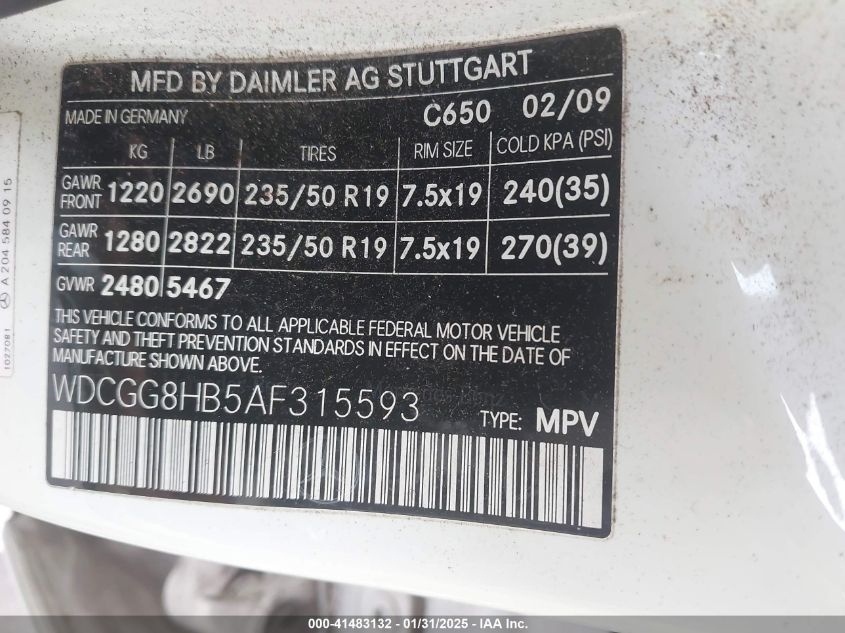 MFD BY DAIMLER AG STUTTGART
MADE IN GERMANY C650 02/09
KG LB TIRES RIM SIZE COLD KPA (PSI)
GAWR FRONT 1220 2690 235/50 R19 7.5x19 240(35)
GAWR REAR 1280 2822 235/50 R19 7.5x19 270(39)
GVWR 2480 5467
THIS VEHICLE CONFORMS TO ALL APPLICABLE FEDERAL MOTOR VEHICLE
SAFETY AND THEFT PREVENTION STANDARDS IN EFFECT ON THE DATE OF
MANUFACTURE SHOWN ABOVE.
WDCGG8HB5AF315593 TYPE: MPV
A 204 584 09 15
1027081
000-41483132 - 01/31/2025 - IAA Inc.